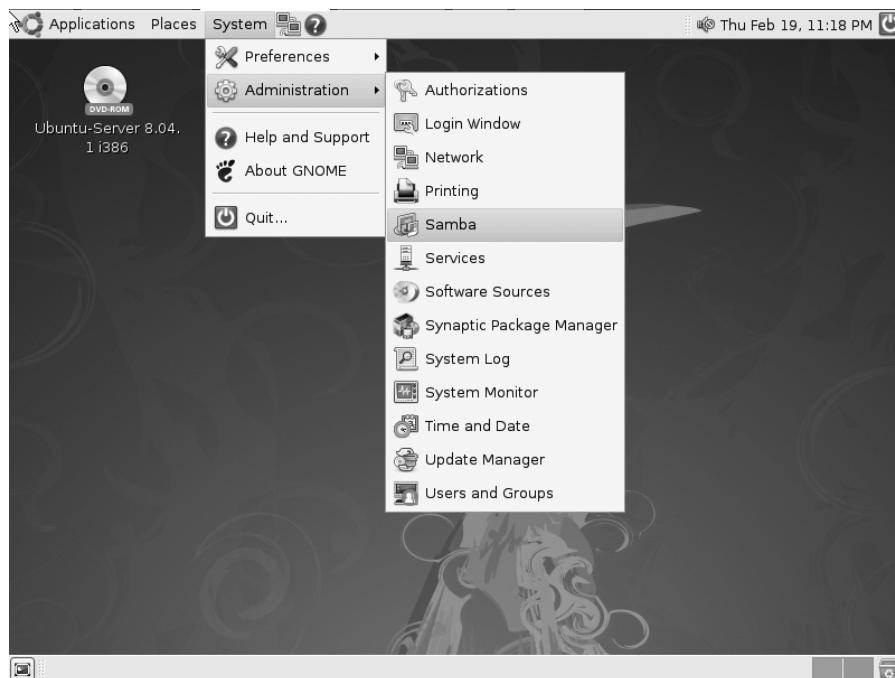 Applications Places System
Thu Feb 19, 11:18 PM
DVD-ROM
Ubuntu-Server 8.04.
1 i386
Preferences
Administration
Help and Support
About GNOME
Quit...
Authorizations
Login Window
Network
Printing
Samba
Services
Software Sources
Synaptic Package Manager
System Log
System Monitor
Time and Date
Update Manager
Users and Groups